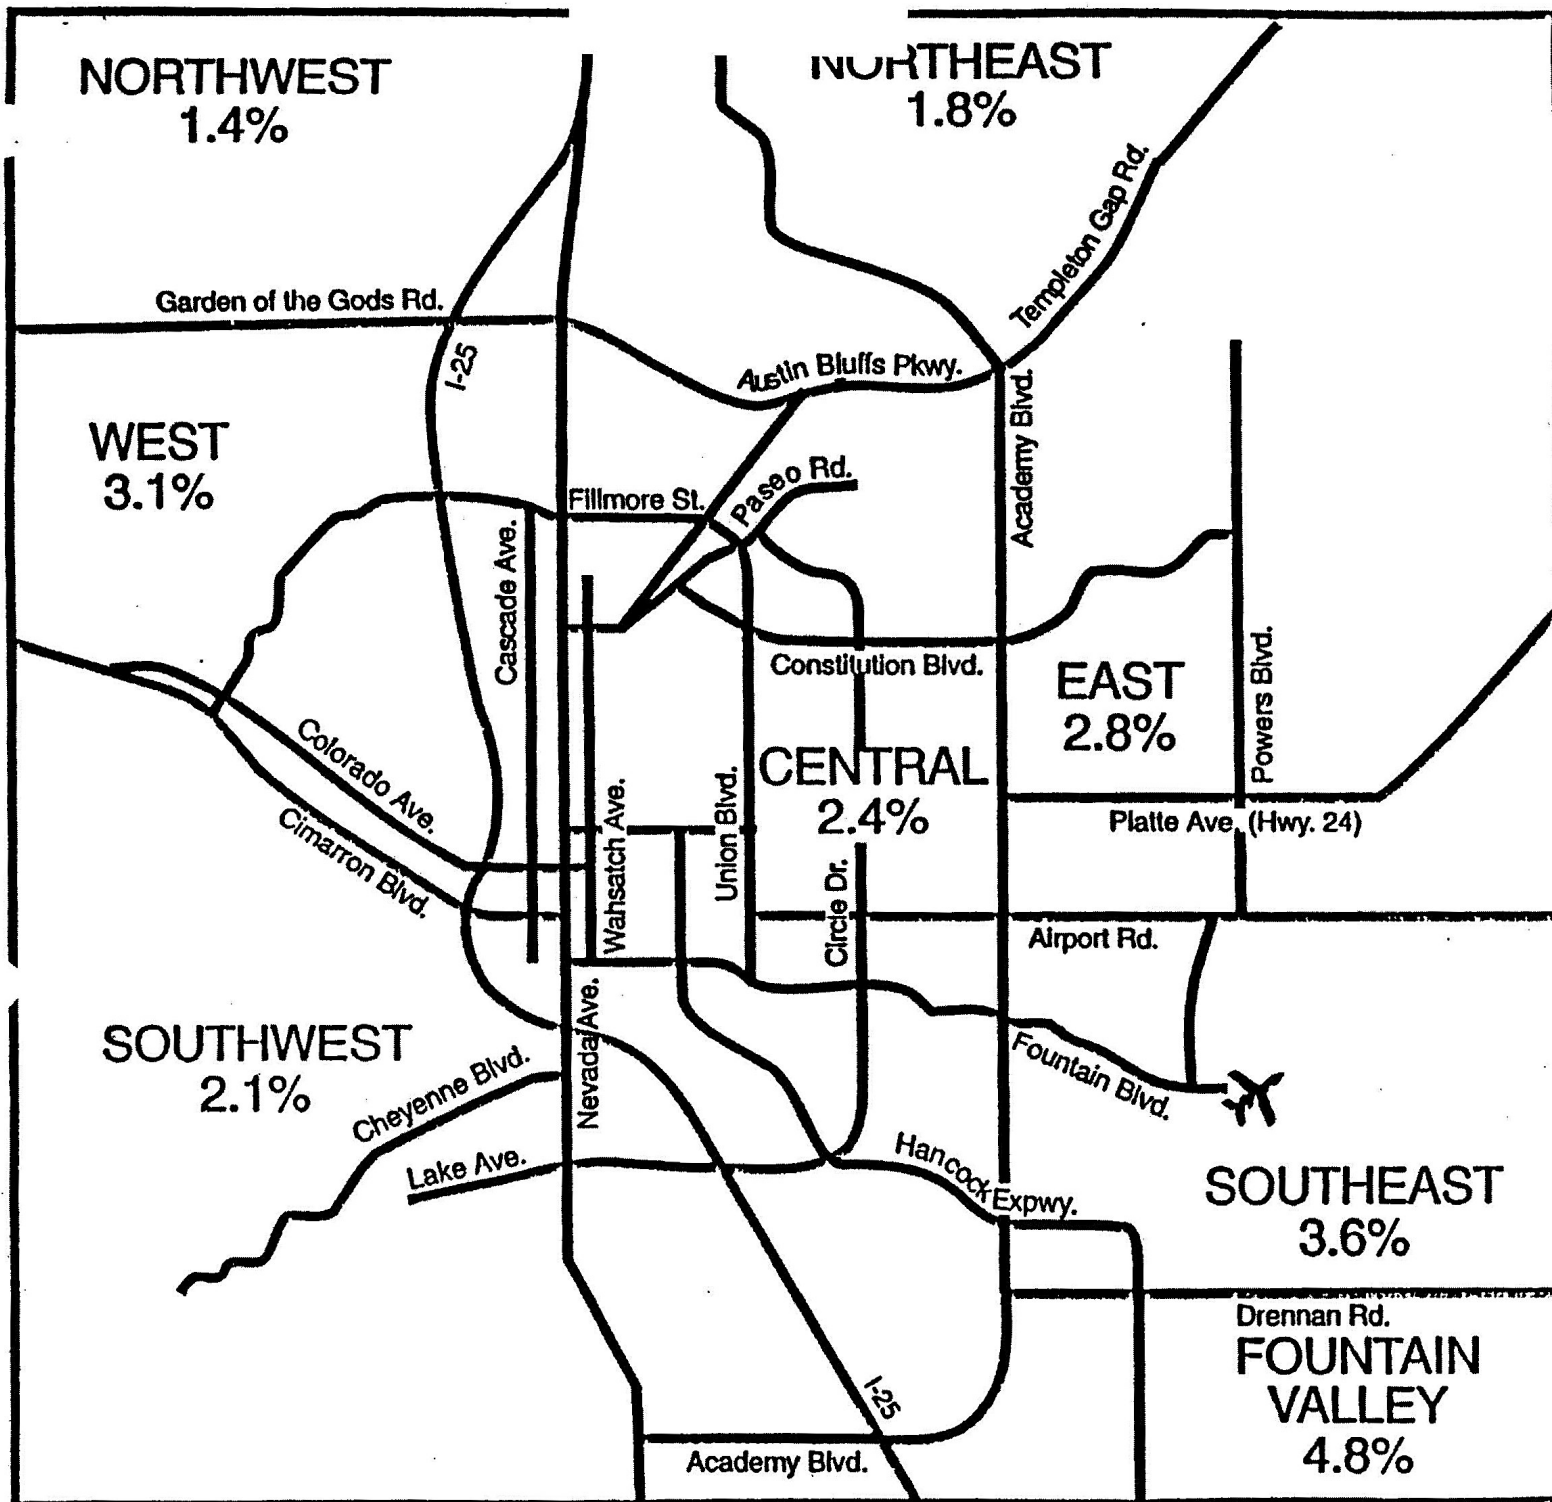 NORTHWEST
1.4%
NORTHEAST
1.8%
Templeton Gap Rd.
Garden of the Gods Rd.
I-25
Austin Bluffs Pkwy.
Academy Blvd.
WEST
3.1%
Fillmore St.
Paseo Rd.
Cascade Ave.
Constitution Blvd.
EAST
2.8%
Powers Blvd.
Colorado Ave.
Cimarron Blvd.
Wahsatch Ave.
Union Blvd.
CENTRAL
2.4%
Circle Dr.
Platte Ave. (Hwy. 24)
Airport Rd.
SOUTHWEST
2.1%
Cheyenne Blvd.
Nevada Ave.
Fountain Blvd.
Lake Ave.
Hancock Expwy.
SOUTHEAST
3.6%
Drennan Rd.
FOUNTAIN
VALLEY
4.8%
I-25
Academy Blvd.